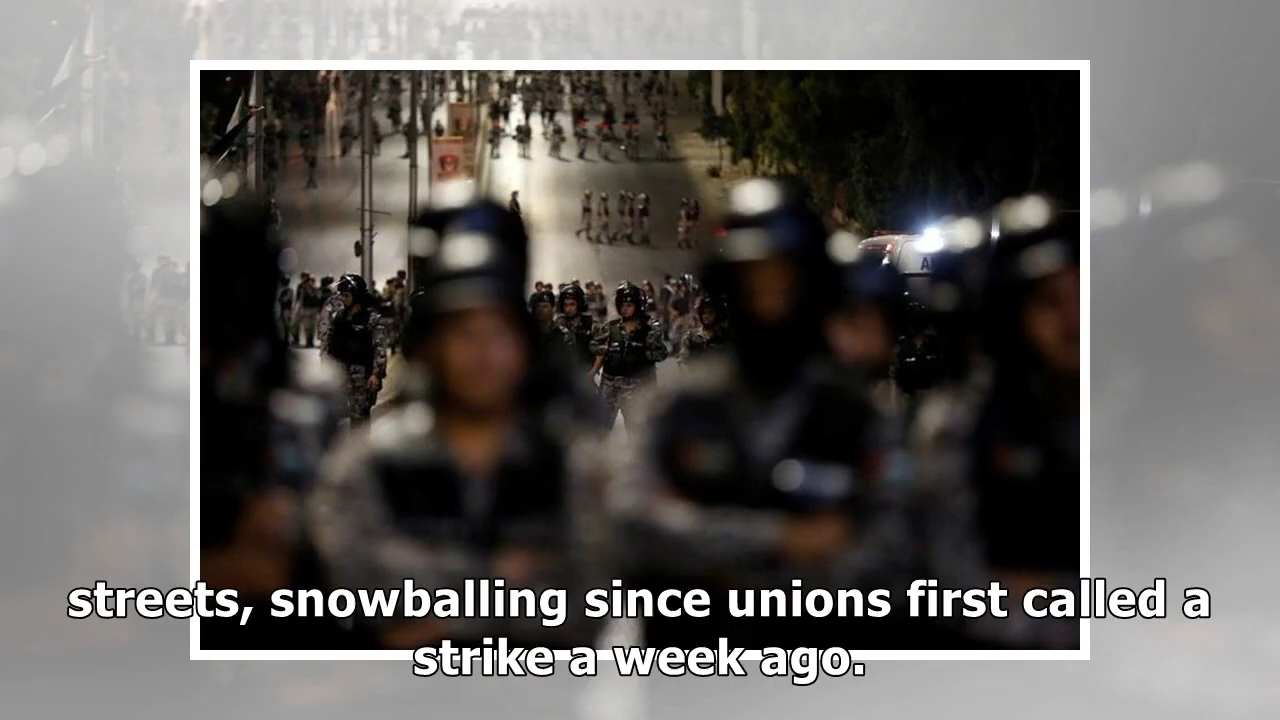 streets, snowballing since unions first called a
strike a week ago.